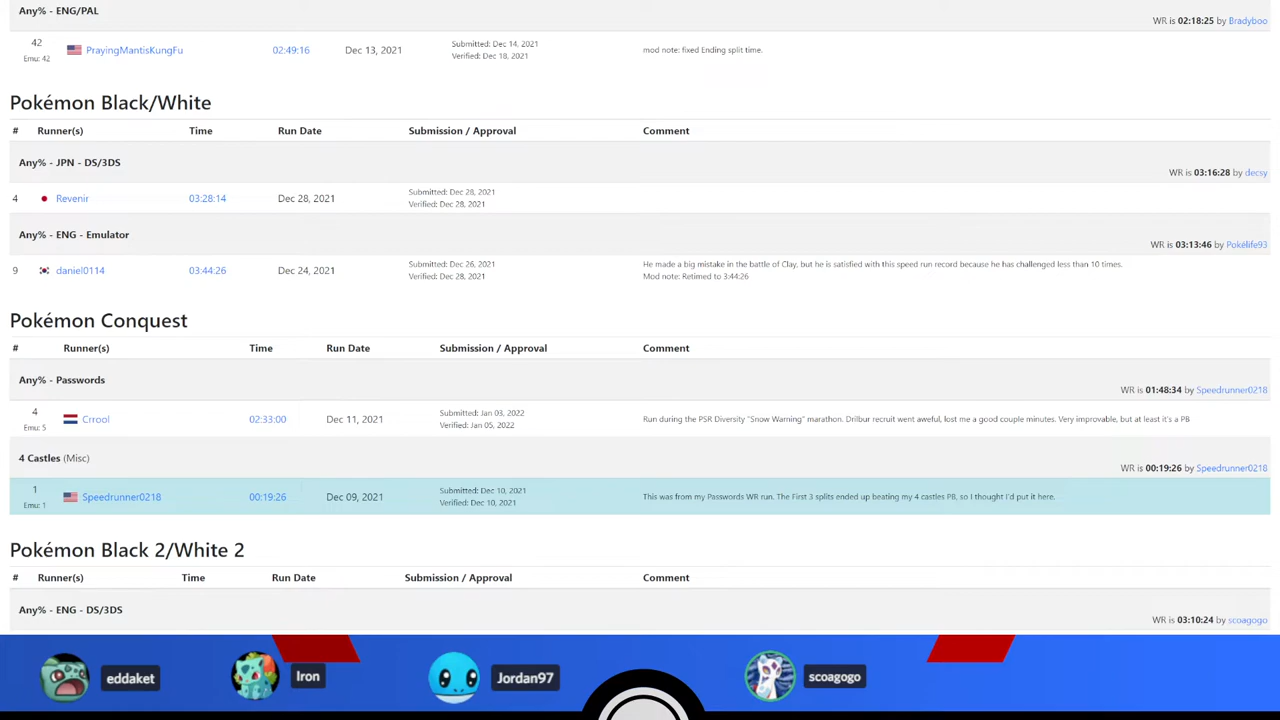 Any% - ENG/PAL
WR is 02:18:25 by Bradyboo
42
Emu: 42
PrayingMantisKungFu 02:49:16 Dec 13, 2021
Submitted: Dec 14, 2021
Verified: Dec 18, 2021
mod note: fixed Ending split time.
Pokémon Black/White
# Runner(s) Time Run Date Submission / Approval Comment
Any% - JPN - DS/3DS
WR is 03:16:28 by decsy
4 Revenir 03:28:14 Dec 28, 2021
Submitted: Dec 28, 2021
Verified: Dec 28, 2021
Any% - ENG - Emulator
WR is 03:13:46 by Pokélife93
9 daniel0114 03:44:26 Dec 24, 2021
Submitted: Dec 26, 2021
Verified: Dec 28, 2021
He made a big mistake in the battle of Clay, but he is satisfied with this speed run record because he has challenged less than 10 times.
Mod note: Retimed to 3:44:26
Pokémon Conquest
# Runner(s) Time Run Date Submission / Approval Comment
Any% - Passwords
WR is 01:48:34 by Speedrunner0218
4
Emu: 5
Crrool 02:33:00 Dec 11, 2021
Submitted: Jan 03, 2022
Verified: Jan 05, 2022
Run during the PSR Diversity "Snow Warning" marathon. Drilbur recruit went aweful, lost me a good couple minutes. Very improvable, but at least it's a PB
4 Castles (Misc)
WR is 00:19:26 by Speedrunner0218
1
Emu: 1
Speedrunner0218 00:19:26 Dec 09, 2021
Submitted: Dec 10, 2021
Verified: Dec 10, 2021
This was from my Passwords WR run. The First 3 splits ended up beating my 4 castles PB, so I thought I'd put it here.
Pokémon Black 2/White 2
# Runner(s) Time Run Date Submission / Approval Comment
Any% - ENG - DS/3DS
WR is 03:10:24 by scoagogo
eddaket Iron Jordan97 scoagogo